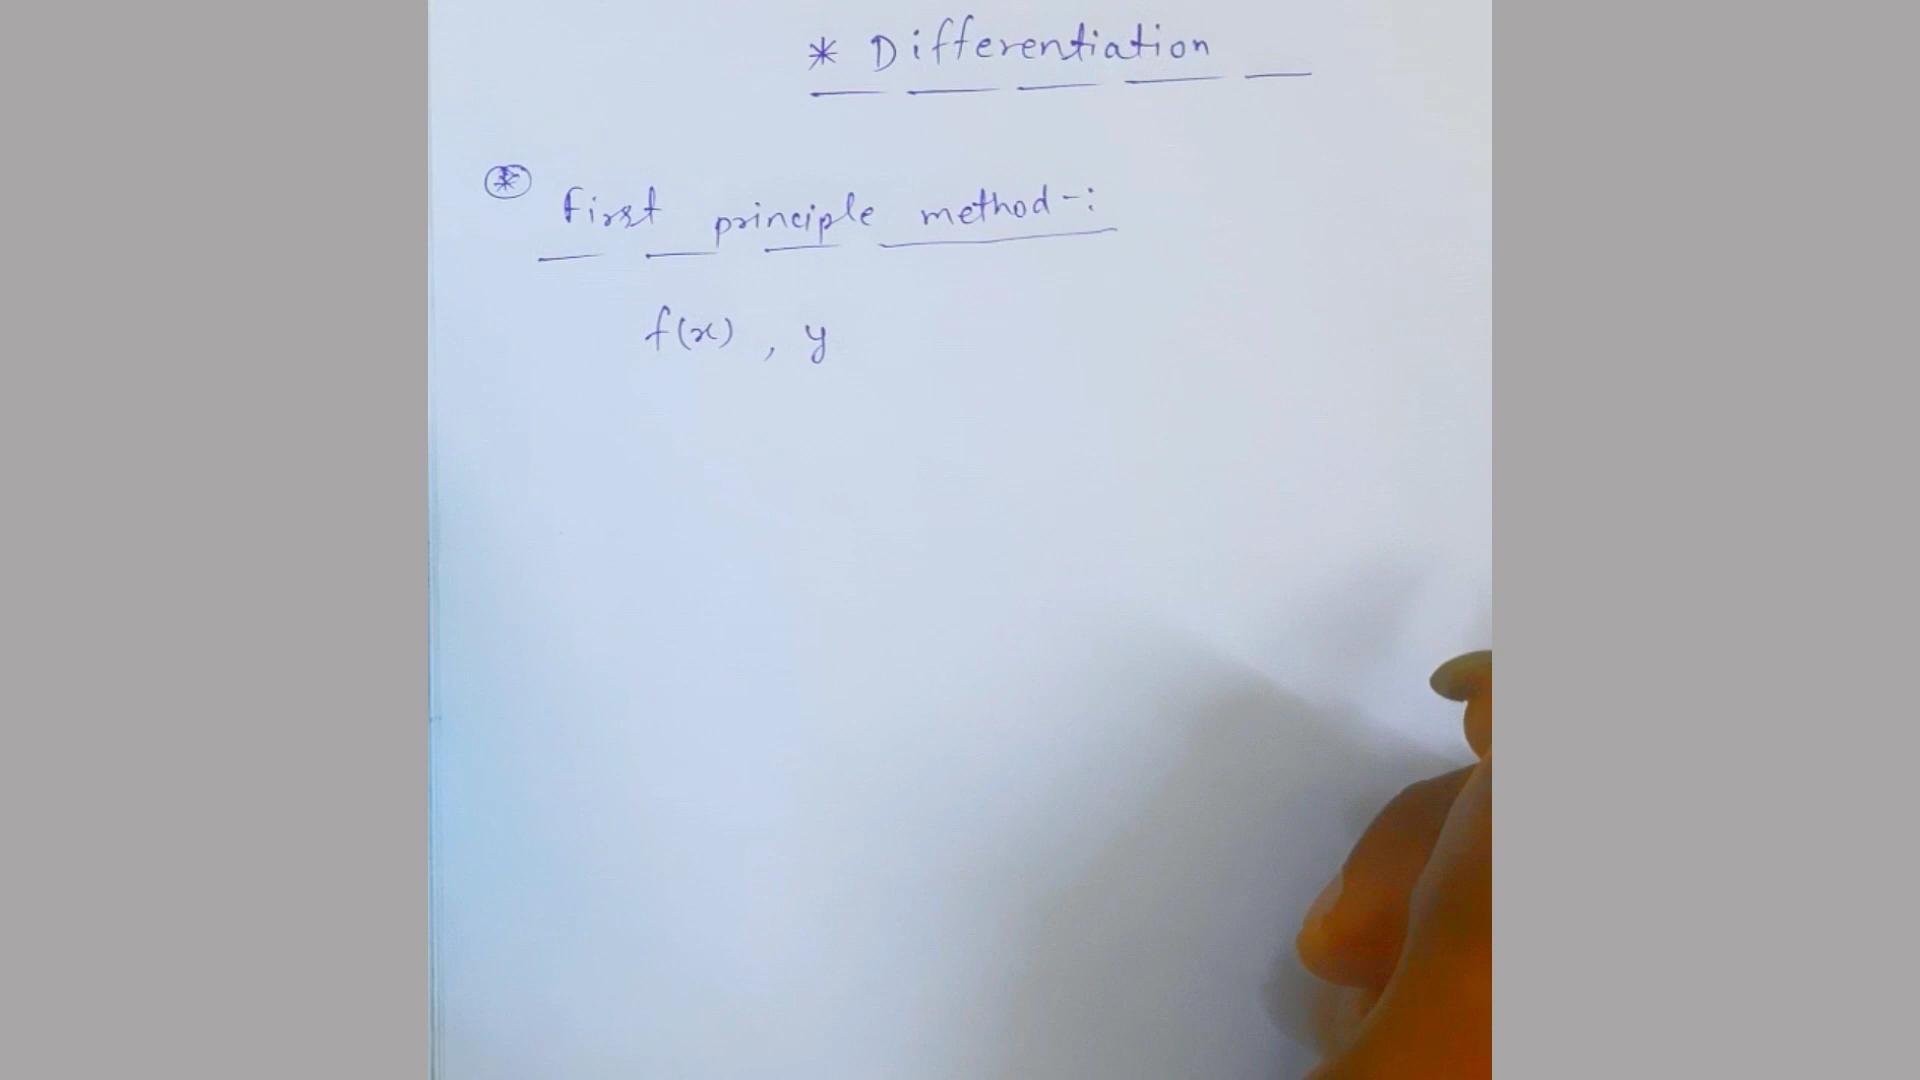 * Differentiation
* First principle method -:
f(x) , y